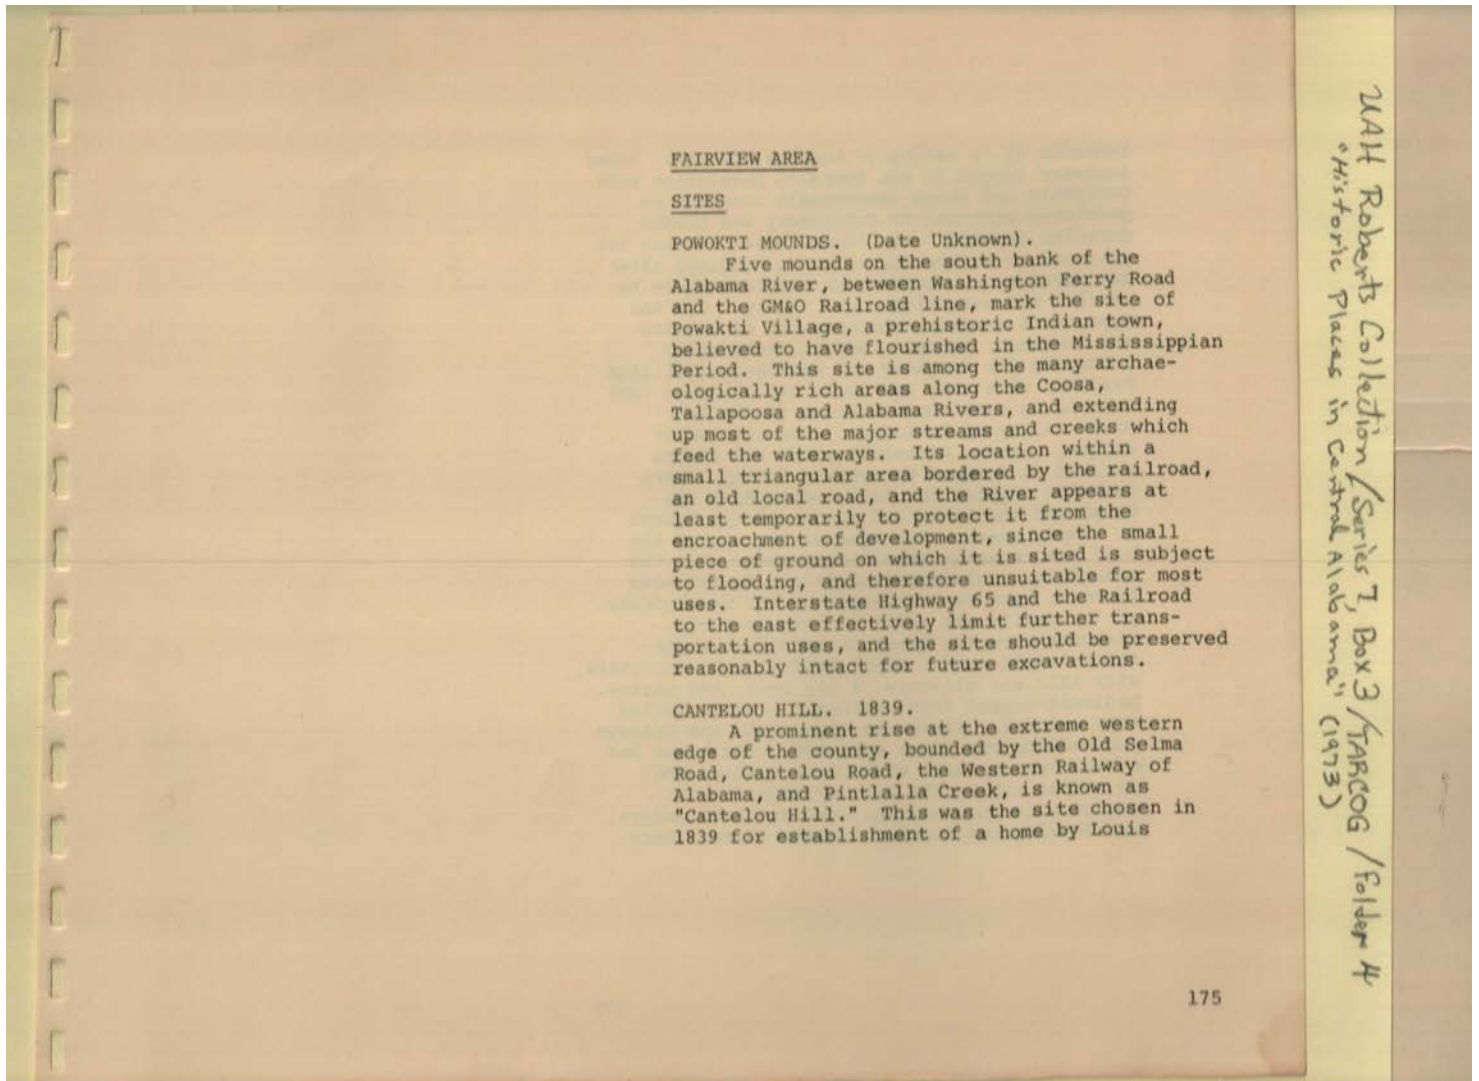 FAIRVIEW AREA
SITES
POWOKTI MOUNDS. (Date Unknown).
Five mounds on the south bank of the
Alabama River, between Washington Ferry Road
and the GM&O Railroad line, mark the site of
Powakti Village, a prehistoric Indian town,
believed to have flourished in the Mississippian
Period. This site is among the many archae-
ologically rich areas along the Coosa,
Tallapoosa and Alabama Rivers, and extending
up most of the major streams and creeks which
feed the waterways. Its location within a
small triangular area bordered by the railroad,
an old local road, and the River appears at
least temporarily to protect it from the
encroachment of development, since the small
piece of ground on which it is sited is subject
to flooding, and therefore unsuitable for most
uses. Interstate Highway 65 and the Railroad
to the east effectively limit further trans-
portation uses, and the site should be preserved
reasonably intact for future excavations.
CANTELOU HILL. 1839.
A prominent rise at the extreme western
edge of the county, bounded by the Old Selma
Road, Cantelou Road, the Western Railway of
Alabama, and Pintlalla Creek, is known as
"Cantelou Hill." This was the site chosen in
1839 for establishment of a home by Louis
175
UAH Roberts Collection/Series 7, Box 3/TARCOG/Folder 4
"Historic Places in Central Alabama" (1973)